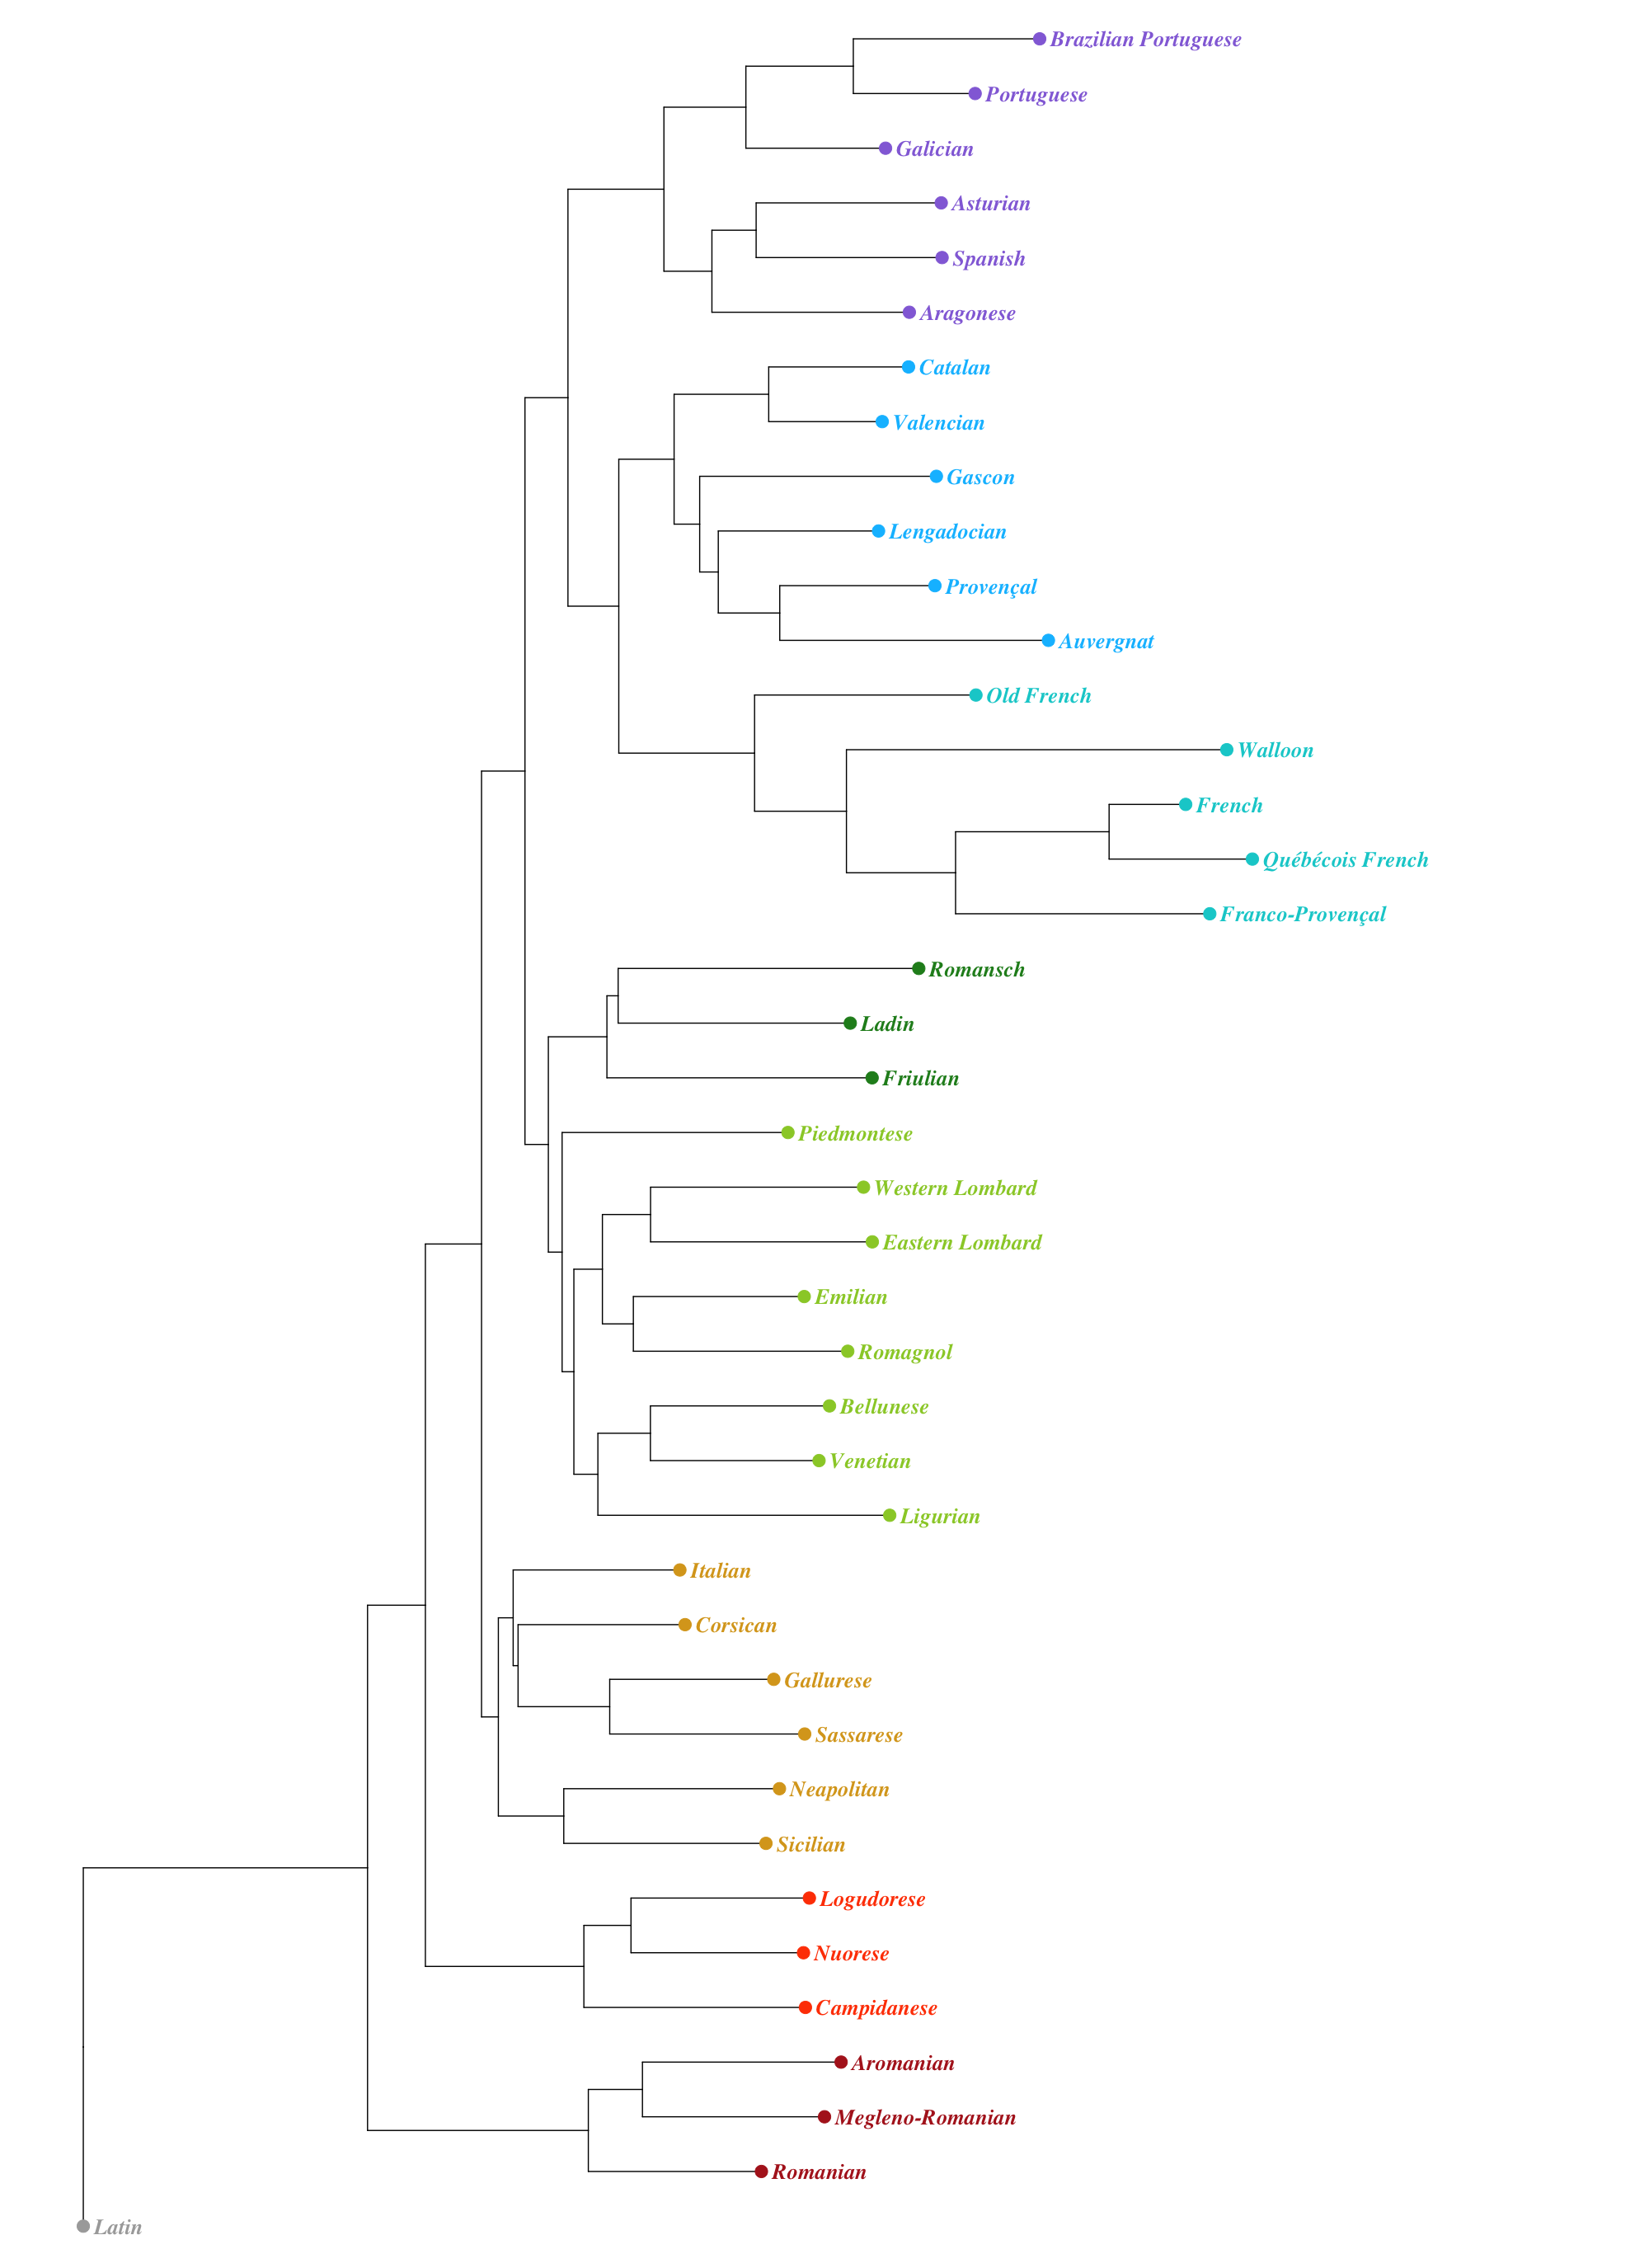 Brazilian Portuguese
Portuguese
Galician
Asturian
Spanish
Aragonese
Catalan
Valencian
Gascon
Lengadocian
Provençal
Auvergnat
Old French
Walloon
French
Québécois French
Franco-Provençal
Romansch
Ladin
Friulian
Piedmontese
Western Lombard
Eastern Lombard
Emilian
Romagnol
Bellunese
Venetian
Ligurian
Italian
Corsican
Gallurese
Sassarese
Neapolitan
Sicilian
Logudorese
Nuorese
Campidanese
Aromanian
Megleno-Romanian
Romanian
Latin